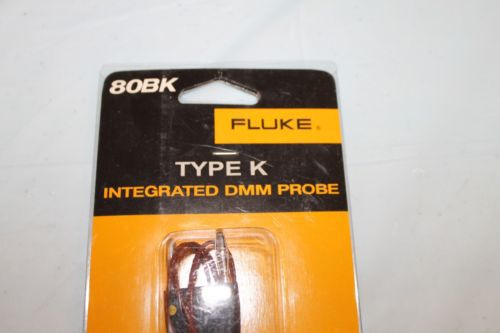 80BK
FLUKE®
TYPE K
INTEGRATED DMM PROBE